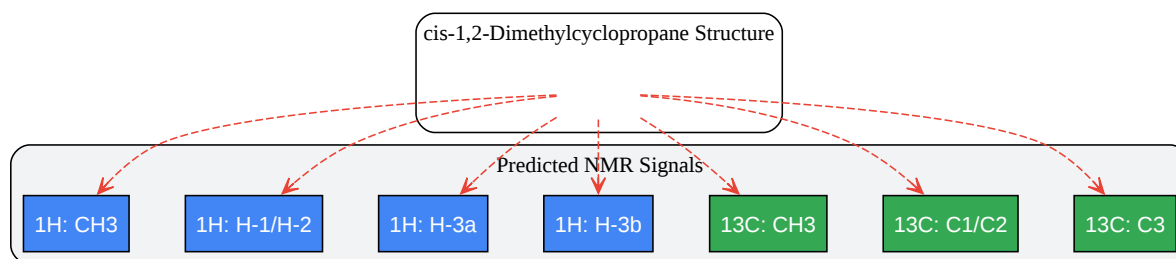 cis-1,2-Dimethylcyclopropane Structure
Predicted NMR Signals
1H: CH3
1H: H-1/H-2
1H: H-3a
1H: H-3b
13C: CH3
13C: C1/C2
13C: C3